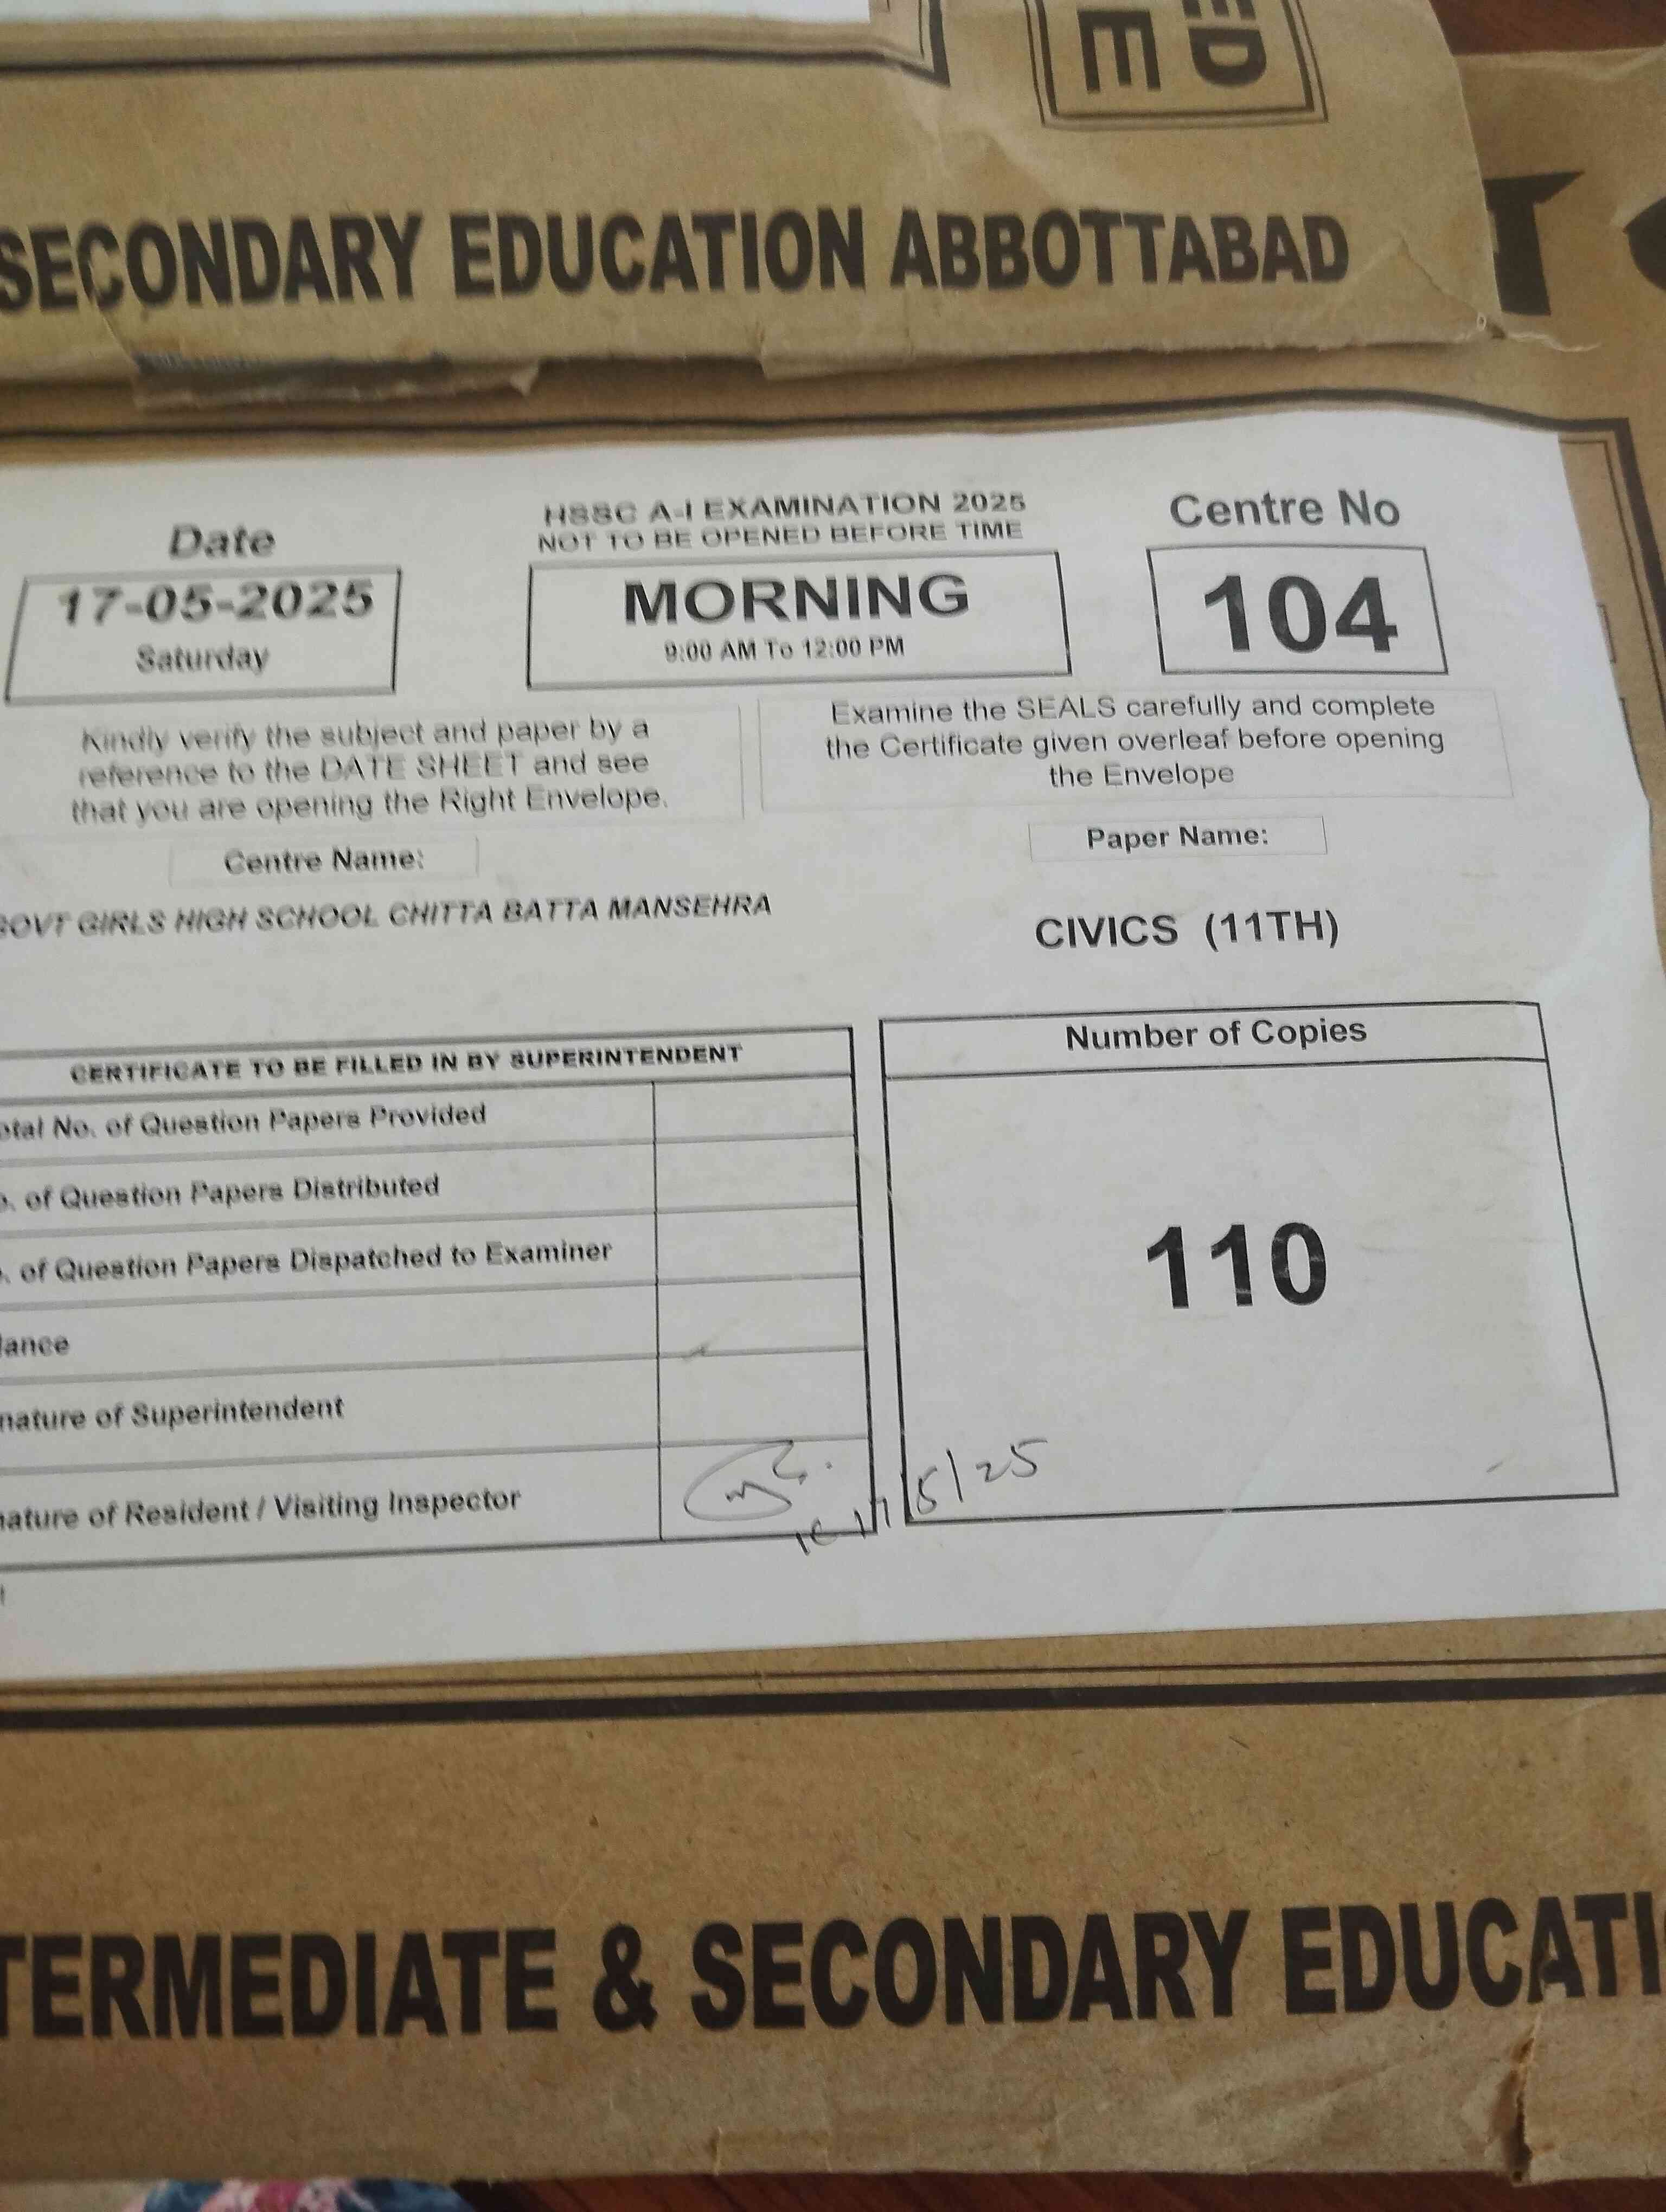 ED
E
SECONDARY EDUCATION ABBOTTABAD
HSSC A-I EXAMINATION 2025
NOT TO BE OPENED BEFORE TIME
Date
17-05-2025
Saturday
MORNING
9:00 AM To 12:00 PM
Centre No
104
Kindly verify the subject and paper by a
reference to the DATE SHEET and see
that you are opening the Right Envelope.
Examine the SEALS carefully and complete
the Certificate given overleaf before opening
the Envelope
Centre Name:
GOVT GIRLS HIGH SCHOOL CHITTA BATTA MANSEHRA
Paper Name:
CIVICS (11TH)
CERTIFICATE TO BE FILLED IN BY SUPERINTENDENT
otal No. of Question Papers Provided
o. of Question Papers Distributed
. of Question Papers Dispatched to Examiner
lance
nature of Superintendent
nature of Resident / Visiting Inspector
17/5/25
Number of Copies
110
TERMEDIATE & SECONDARY EDUCATI